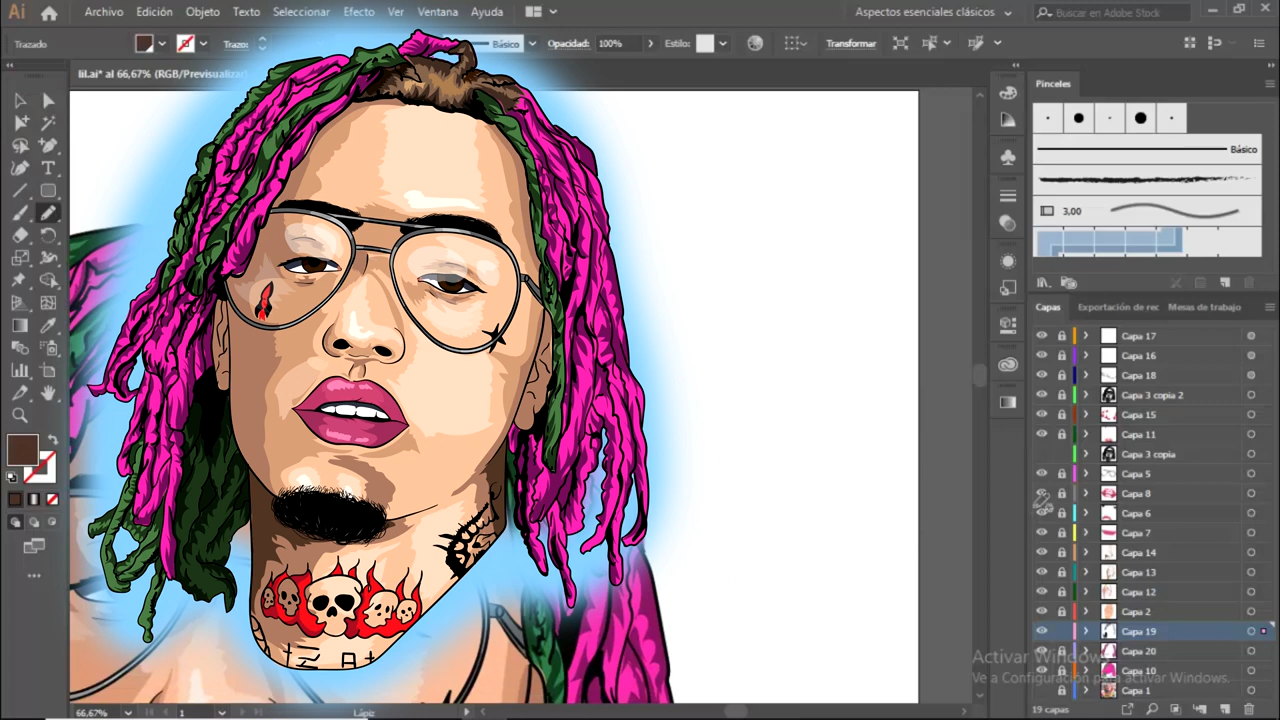 Ai Archivo Edición Objeto Texto Seleccionar Efecto Ver Ventana Ayuda Aspectos esenciales clásicos Buscar en Adobe Stock
Trazado Trazo: Básico Opacidad: 100% Estilo: Transformar
lil.ai* al 66,67% (RGB/Previsualizar
Pinceles
Básico
3,00
Capas Exportación de rec Mesas de trabajo
Capa 17
Capa 16
Capa 18
Capa 3 copia 2
Capa 15
Capa 11
Capa 3 copia
Capa 5
Capa 8
Capa 6
Capa 7
Capa 14
Capa 13
Capa 12
Capa 2
Capa 19
Capa 20
Capa 10
Capa 1
Activar Windows
Ve a Configuración para activar Windows.
66,67% 1 Lápiz 19 capas